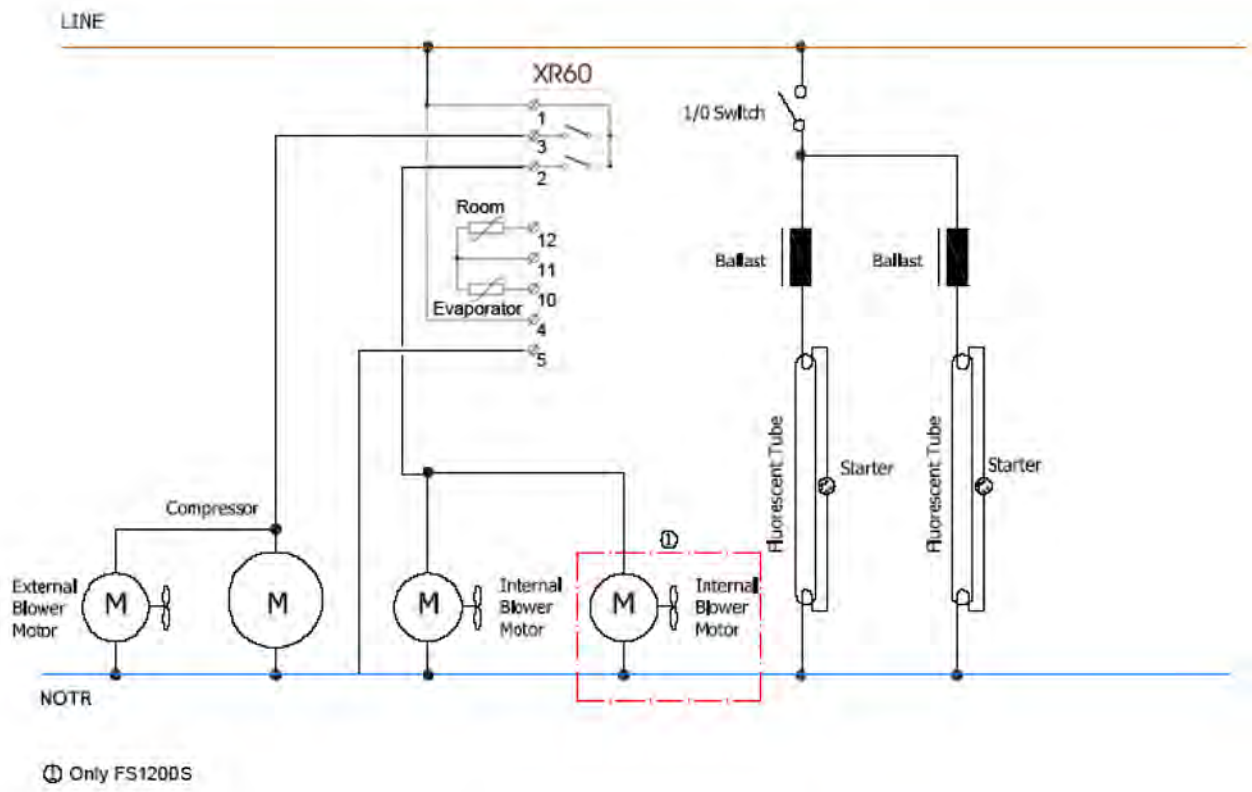 LINE
XR60
1
3
2
1/0 Switch
Room
12
11
10
Evaporator
4
5
Ballast
Ballast
Fluorescent Tube
Starter
Fluorescent Tube
Starter
Compressor
①
External
Blower
Motor
M
M
M
Internal
Blower
Motor
M
Internal
Blower
Motor
NOTR
① Only FS1200S